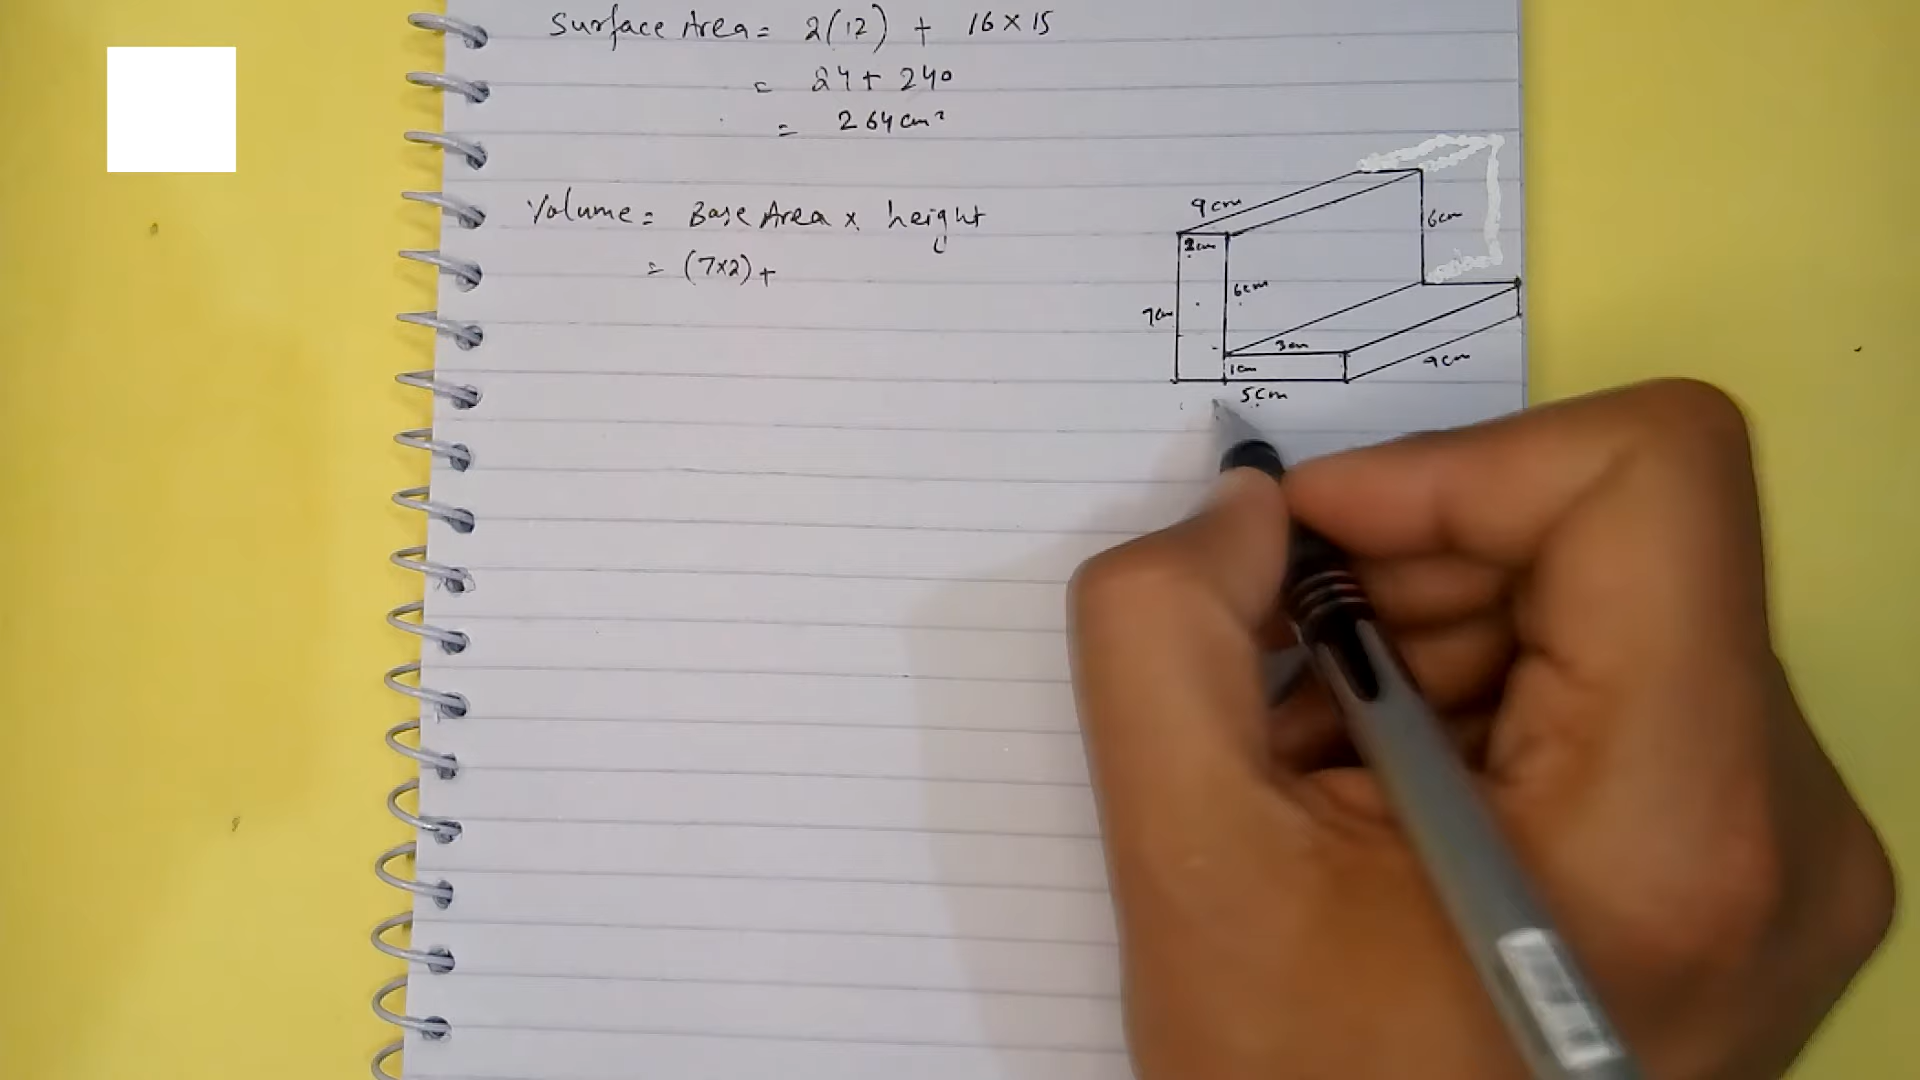 Surface Area = 2(12) + 16 × 15
= 24 + 240
= 264 cm²
Volume = Base Area × height
= (7×2) +
9cm
2cm
6cm
6cm
7cm
3cm
1cm
9cm
5cm